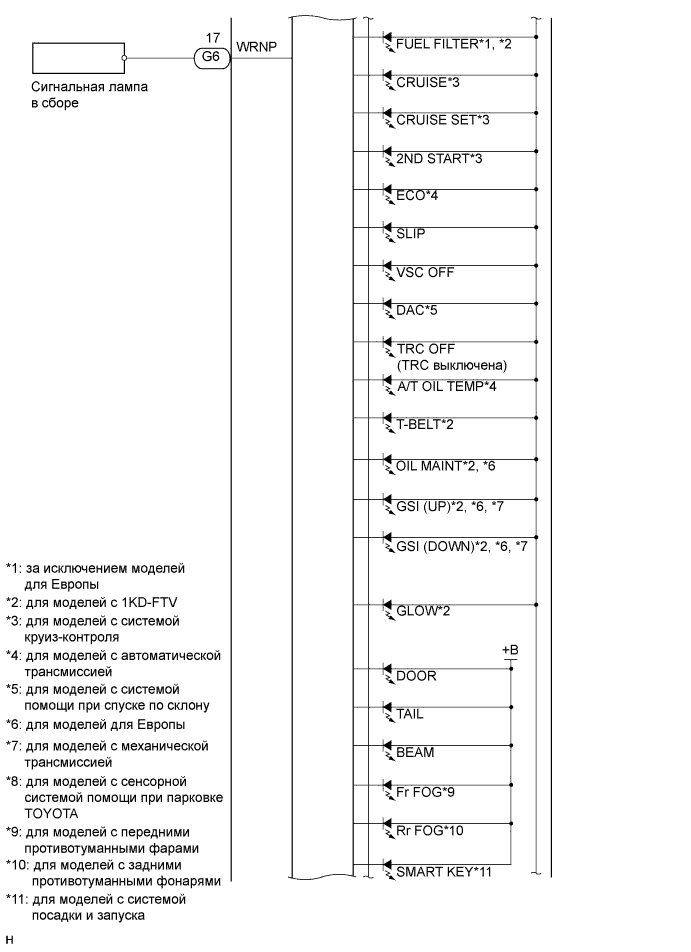 17
G6
WRNP
Сигнальная лампа
в сборе
FUEL FILTER*1, *2
CRUISE*3
CRUISE SET*3
2ND START*3
ECO*4
SLIP
VSC OFF
DAC*5
TRC OFF
(TRC выключена)
A/T OIL TEMP*4
T-BELT*2
OIL MAINT*2, *6
GSI (UP)*2, *6, *7
GSI (DOWN)*2, *6, *7
GLOW*2
+B
DOOR
TAIL
BEAM
Fr FOG*9
Rr FOG*10
SMART KEY*11
*1: за исключением моделей
для Европы
*2: для моделей с 1KD-FTV
*3: для моделей с системой
круиз-контроля
*4: для моделей с автоматической
трансмиссией
*5: для моделей с системой
помощи при спуске по склону
*6: для моделей для Европы
*7: для моделей с механической
трансмиссией
*8: для моделей с сенсорной
системой помощи при парковке
TOYOTA
*9: для моделей с передними
противотуманными фарами
*10: для моделей с задними
противотуманными фонарями
*11: для моделей с системой
посадки и запуска
H